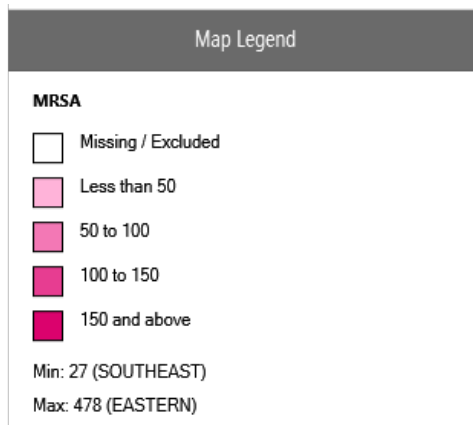 Map Legend
MRSA
Missing / Excluded
Less than 50
50 to 100
100 to 150
150 and above
Min: 27 (SOUTHEAST)
Max: 478 (EASTERN)